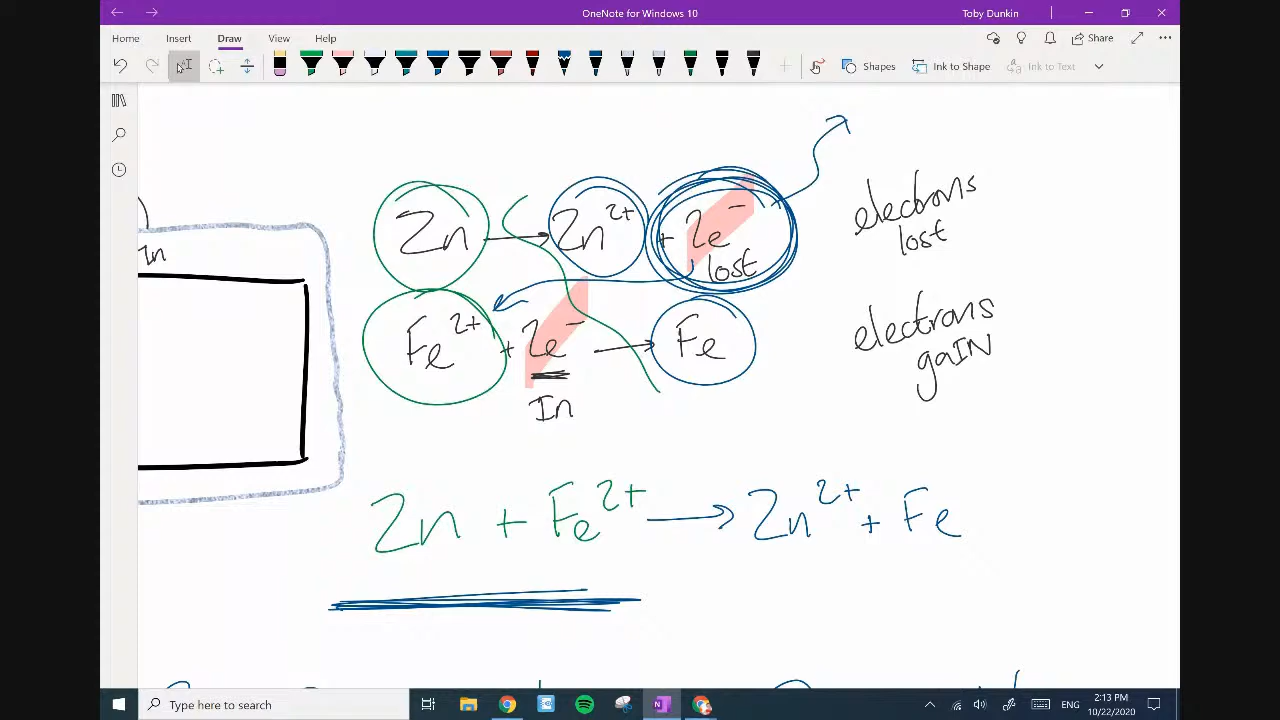 OneNote for Windows 10
Toby Dunkin
Home Insert Draw View Help
Share
Shapes Ink to Shape Ink to Text
Zn → Zn²⁺ + 2e⁻
lost
electrons
lost
Fe²⁺ + 2e⁻ → Fe
In
electrons
gaIN
Zn
Zn + Fe²⁺ → Zn²⁺ + Fe
Type here to search
ENG
2:13 PM
10/22/2020